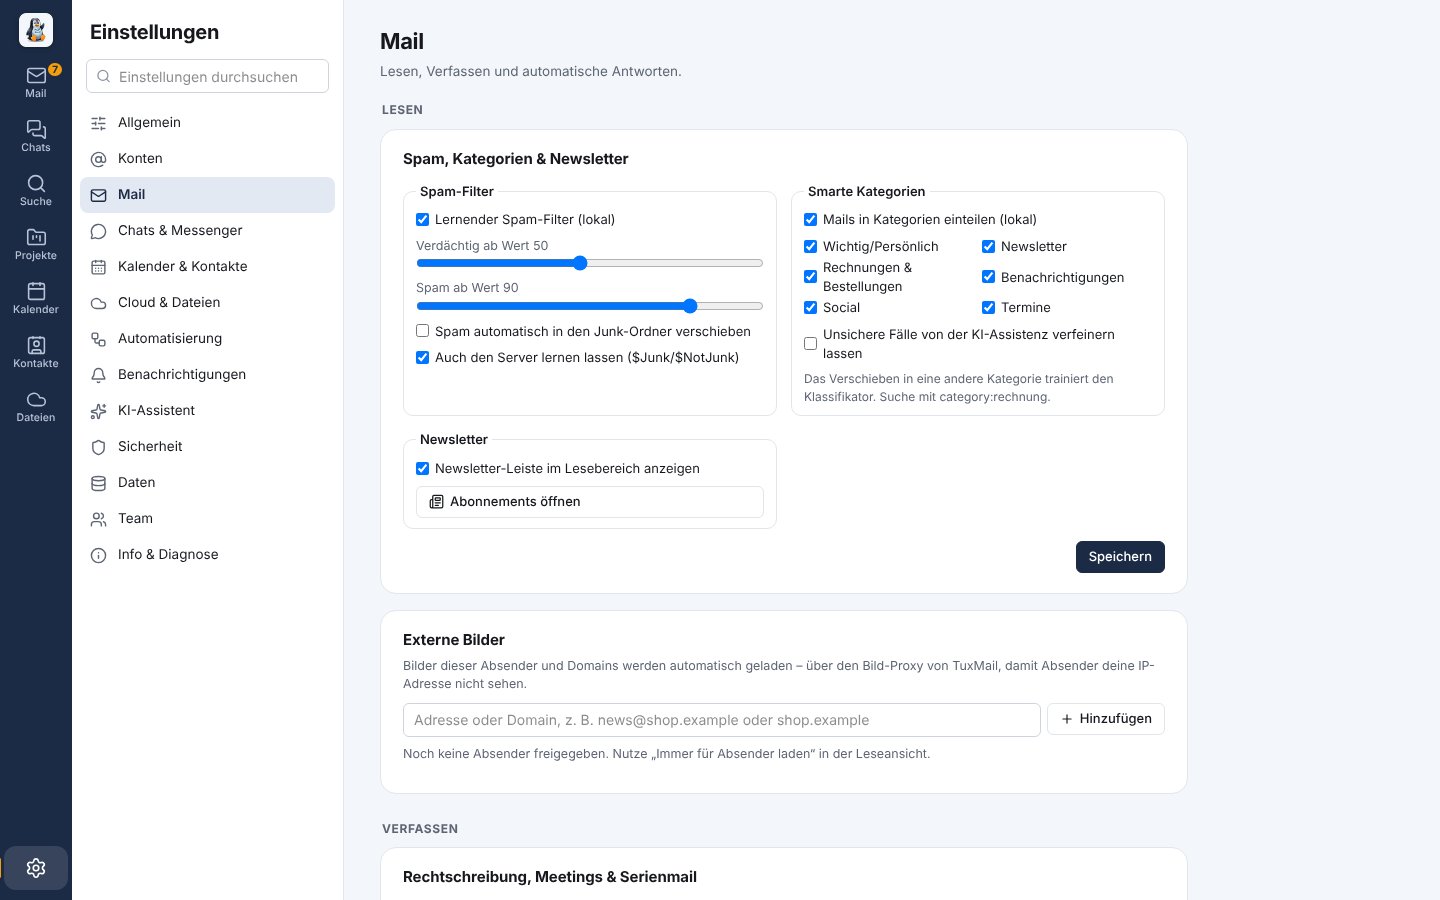 7
Mail
Chats
Suche
Projekte
Kalender
Kontakte
Dateien
Einstellungen
Einstellungen durchsuchen
Allgemein
Konten
Mail
Chats & Messenger
Kalender & Kontakte
Cloud & Dateien
Automatisierung
Benachrichtigungen
KI-Assistent
Sicherheit
Daten
Team
Info & Diagnose
Mail
Lesen, Verfassen und automatische Antworten.
LESEN
Spam, Kategorien & Newsletter
Spam-Filter
Lernender Spam-Filter (lokal)
Verdächtig ab Wert 50
Spam ab Wert 90
Spam automatisch in den Junk-Ordner verschieben
Auch den Server lernen lassen ($Junk/$NotJunk)
Smarte Kategorien
Mails in Kategorien einteilen (lokal)
Wichtig/Persönlich
Newsletter
Rechnungen &
Bestellungen
Benachrichtigungen
Social
Termine
Unsichere Fälle von der KI-Assistenz verfeinern
lassen
Das Verschieben in eine andere Kategorie trainiert den
Klassifikator. Suche mit category:rechnung.
Newsletter
Newsletter-Leiste im Lesebereich anzeigen
Abonnements öffnen
Speichern
Externe Bilder
Bilder dieser Absender und Domains werden automatisch geladen – über den Bild-Proxy von TuxMail, damit Absender deine IP-
Adresse nicht sehen.
Adresse oder Domain, z. B. news@shop.example oder shop.example
Hinzufügen
Noch keine Absender freigegeben. Nutze „Immer für Absender laden“ in der Leseansicht.
VERFASSEN
Rechtschreibung, Meetings & Serienmail